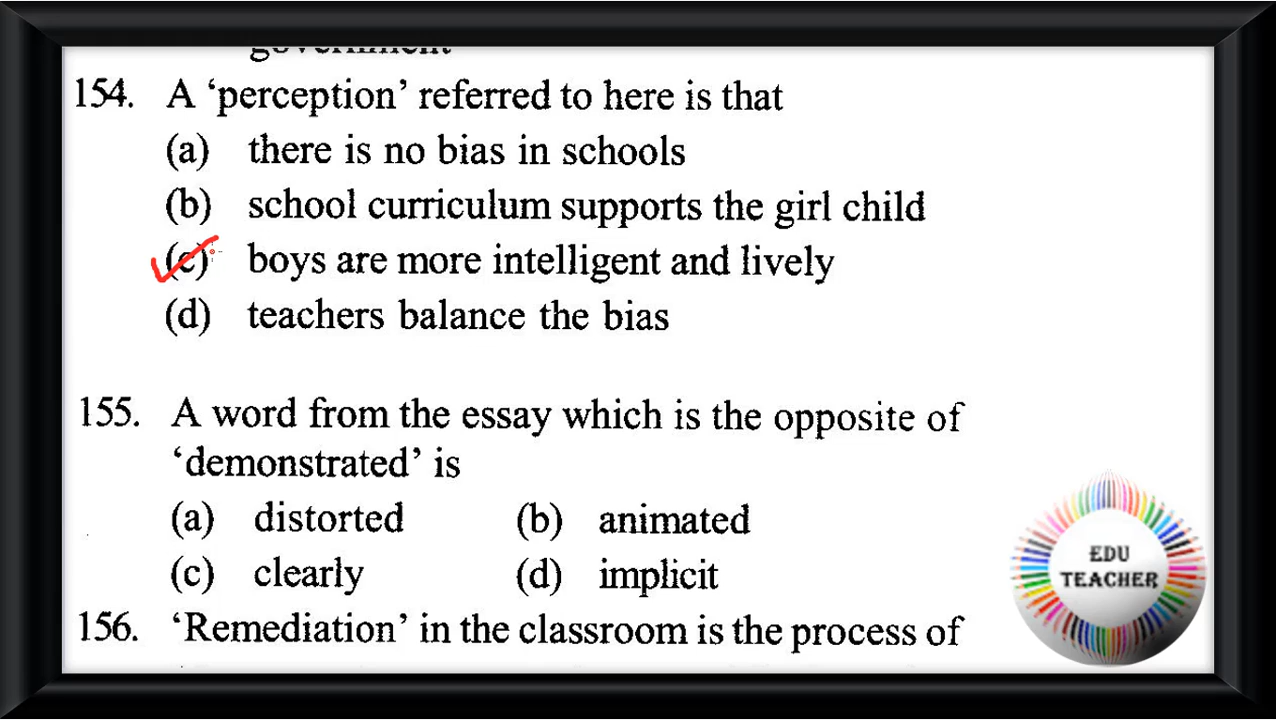 government
154. A ‘perception’ referred to here is that
(a) there is no bias in schools
(b) school curriculum supports the girl child
(c) boys are more intelligent and lively
(d) teachers balance the bias
155. A word from the essay which is the opposite of
‘demonstrated’ is
(a) distorted (b) animated
(c) clearly (d) implicit
156. ‘Remediation’ in the classroom is the process of
EDU
TEACHER